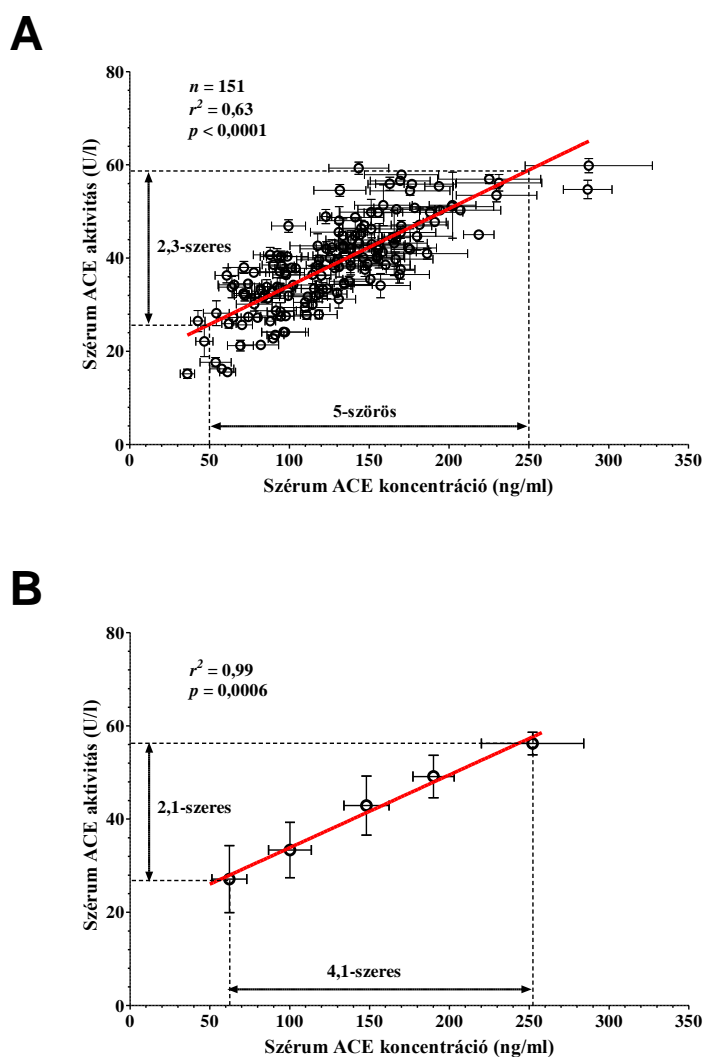 A
n = 151
r² = 0,63
p < 0,0001
80
60
40
20
0
Szérum ACE aktivitás (U/l)
2,3-szeres
5-szörös
0 50 100 150 200 250 300 350
Szérum ACE koncentráció (ng/ml)
B
r² = 0,99
p = 0,0006
80
60
40
20
0
Szérum ACE aktivitás (U/l)
2,1-szeres
4,1-szeres
0 50 100 150 200 250 300 350
Szérum ACE koncentráció (ng/ml)